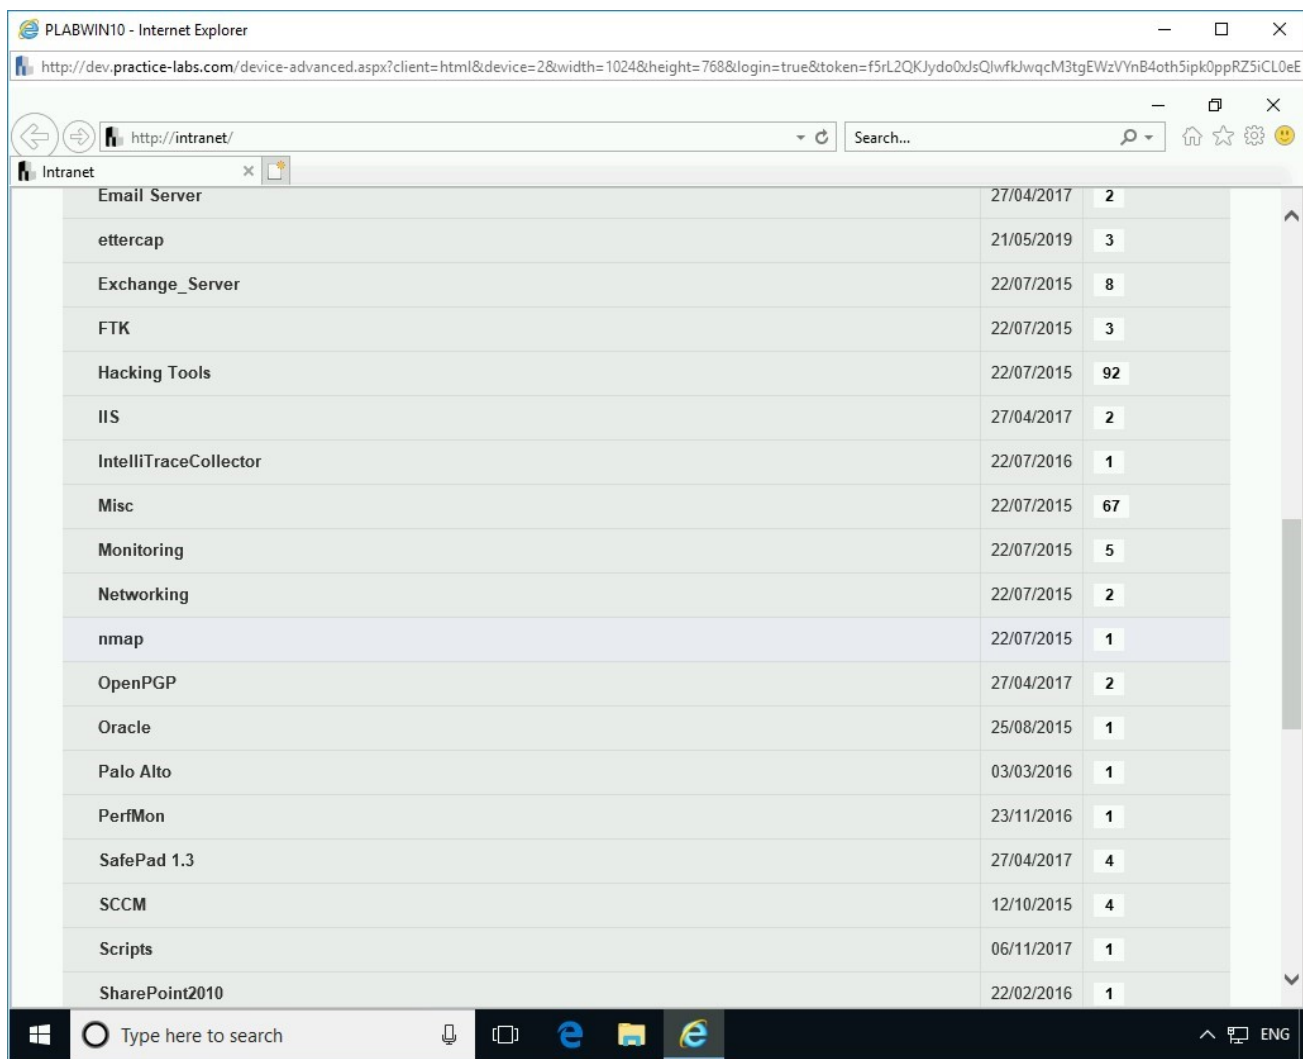 PLABWIN10 - Internet Explorer
http://dev.practice-labs.com/device-advanced.aspx?client=html&device=2&width=1024&height=768&login=true&token=f5rL2QKJydo0xJsQlwfkJwqcM3tgEWzVYnB4oth5ipk0ppRZ5iCL0eE
http://intranet/ Search...
Intranet
Email Server 27/04/2017 2
ettercap 21/05/2019 3
Exchange_Server 22/07/2015 8
FTK 22/07/2015 3
Hacking Tools 22/07/2015 92
IIS 27/04/2017 2
IntelliTraceCollector 22/07/2016 1
Misc 22/07/2015 67
Monitoring 22/07/2015 5
Networking 22/07/2015 2
nmap 22/07/2015 1
OpenPGP 27/04/2017 2
Oracle 25/08/2015 1
Palo Alto 03/03/2016 1
PerfMon 23/11/2016 1
SafePad 1.3 27/04/2017 4
SCCM 12/10/2015 4
Scripts 06/11/2017 1
SharePoint2010 22/02/2016 1
Type here to search ENG